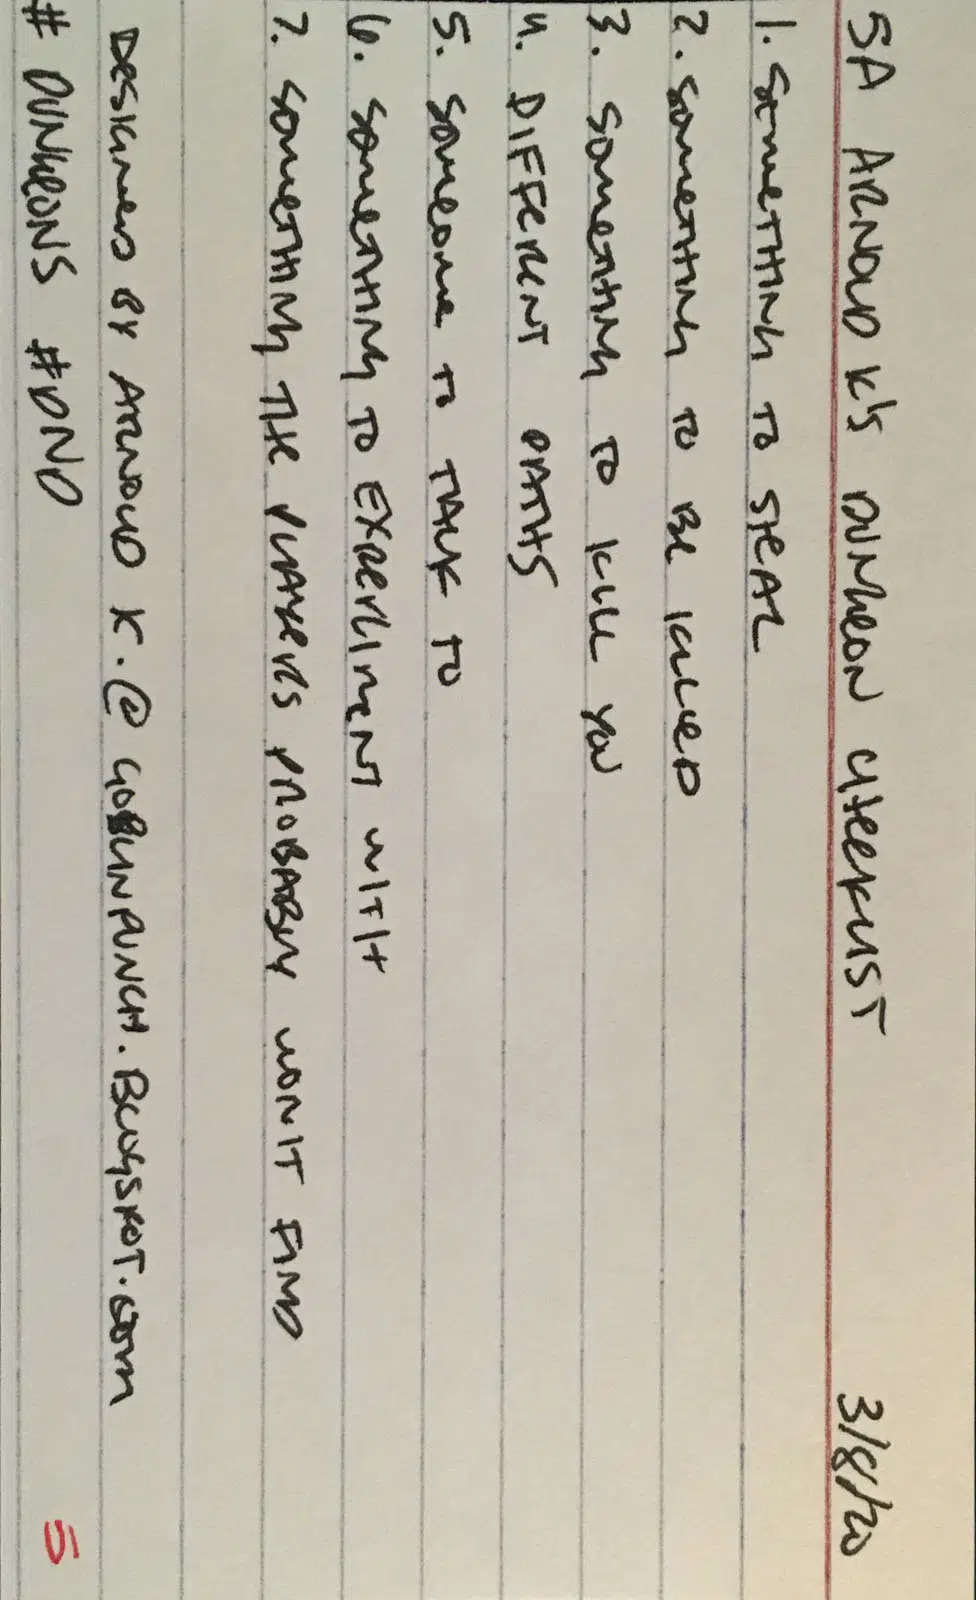 5A ARNOLD K'S DUNGEON CHECKLIST 3/8/20
1. SOMETHING TO STEAL
2. SOMETHING TO BE KILLED
3. SOMETHING TO KILL YOU
4. DIFFERENT PATHS
5. SOMEONE TO TALK TO
6. SOMETHING TO EXPERIMENT WITH
7. SOMETHING THE PLAYERS PROBABLY WON'T FIND
DESIGNED BY ARNOLD K. @ GOBLINPUNCH.BLOGSPOT.COM
# DUNGEONS #DND 5